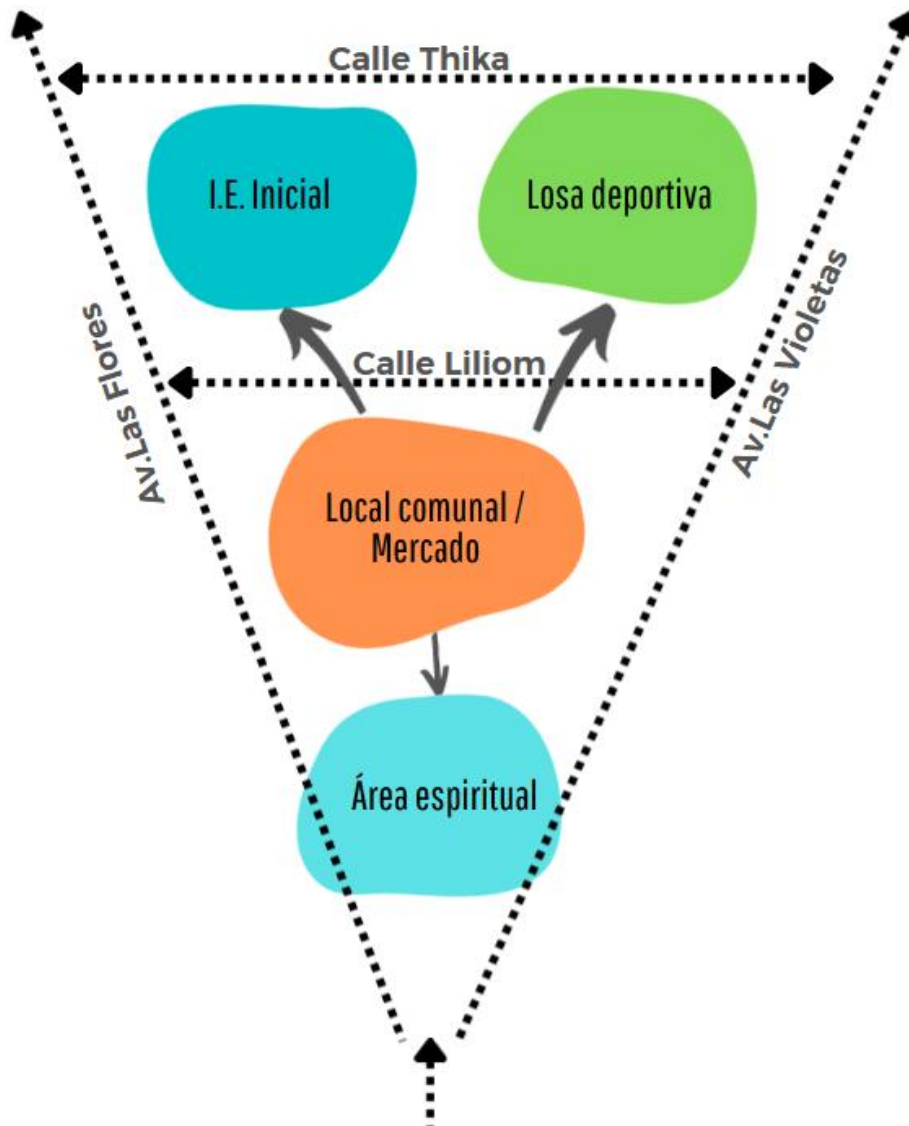 Calle Thika
I.E. Inicial
Losa deportiva
Av.Las Flores
Calle Liliom
Av.Las Violetas
Local comunal /
Mercado
Área espiritual